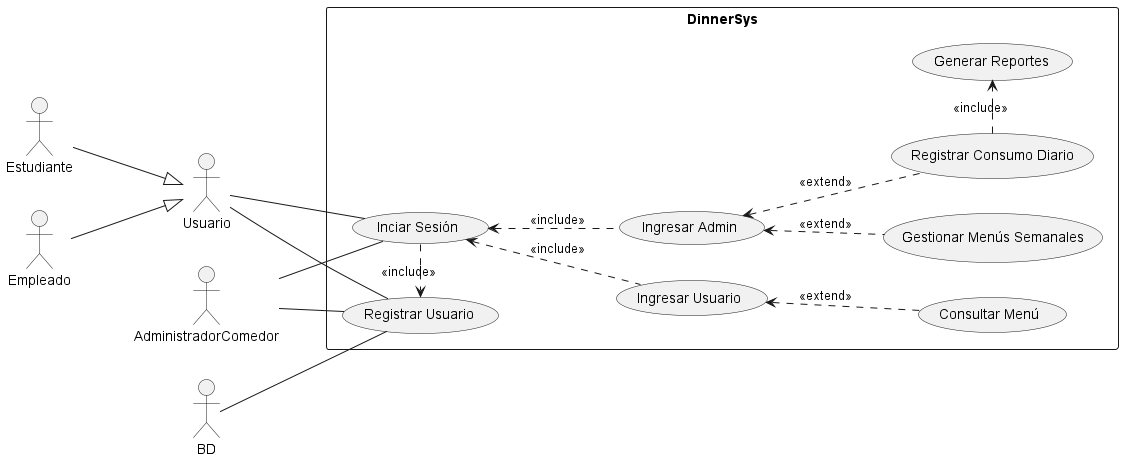 DinnerSys
Generar Reportes
«include»
Estudiante
Registrar Consumo Diario
«extend»
Usuario
Inciar Sesión
«include»
Ingresar Admin
«extend»
Gestionar Menús Semanales
Empleado
«include»
«include»
Ingresar Usuario
«extend»
Consultar Menú
Registrar Usuario
AdministradorComedor
BD